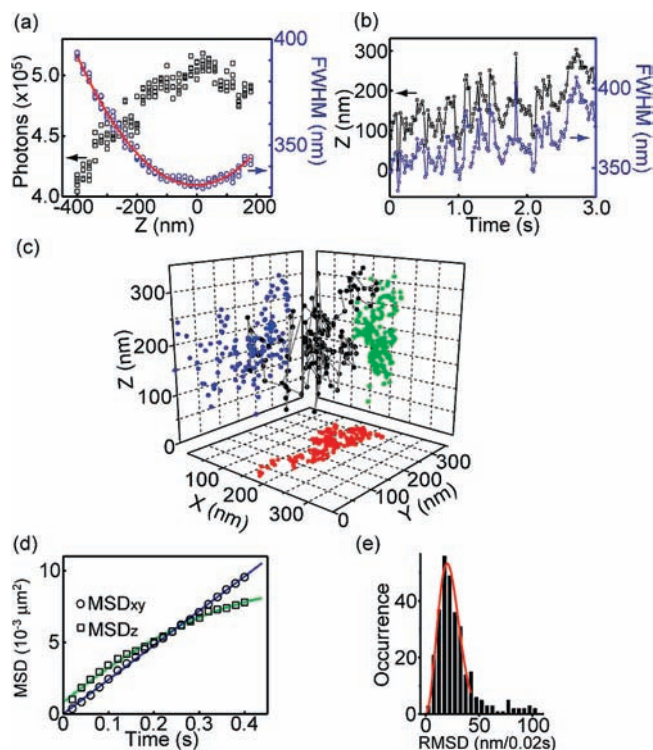 (a)
Photons (x10⁵)
5.0
4.5
4.0
-400
-200
0
200
Z (nm)
400
350
FWHM (nm)
(b)
Z (nm)
300
200
100
0
0
1.0
2.0
3.0
Time (s)
400
350
FWHM (nm)
(c)
Z (nm)
300
200
100
0
100
200
300
X (nm)
0
100
200
300
Y (nm)
(d)
MSD (10⁻³ μm²)
10
5
0
MSDxy
MSDz
0
0.1
0.2
0.3
0.4
Time (s)
(e)
Occurrence
40
20
0
0
50
100
RMSD (nm/0.02s)